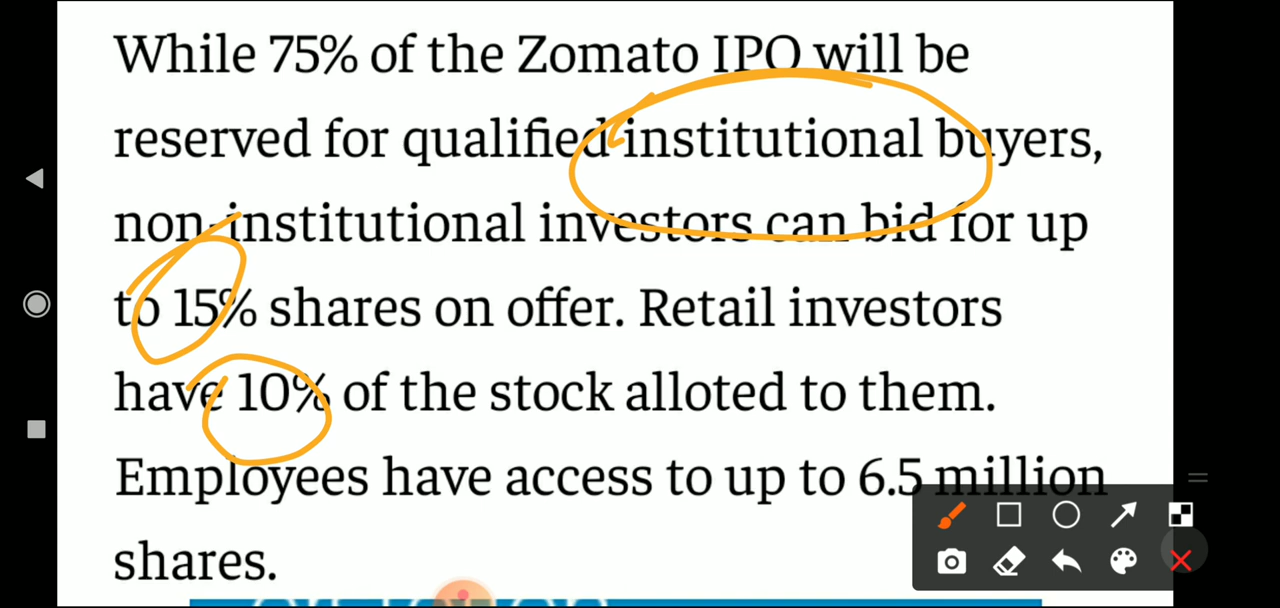 While 75% of the Zomato IPO will be
reserved for qualified institutional buyers,
non-institutional investors can bid for up
to 15% shares on offer. Retail investors
have 10% of the stock alloted to them.
Employees have access to up to 6.5 million
shares.